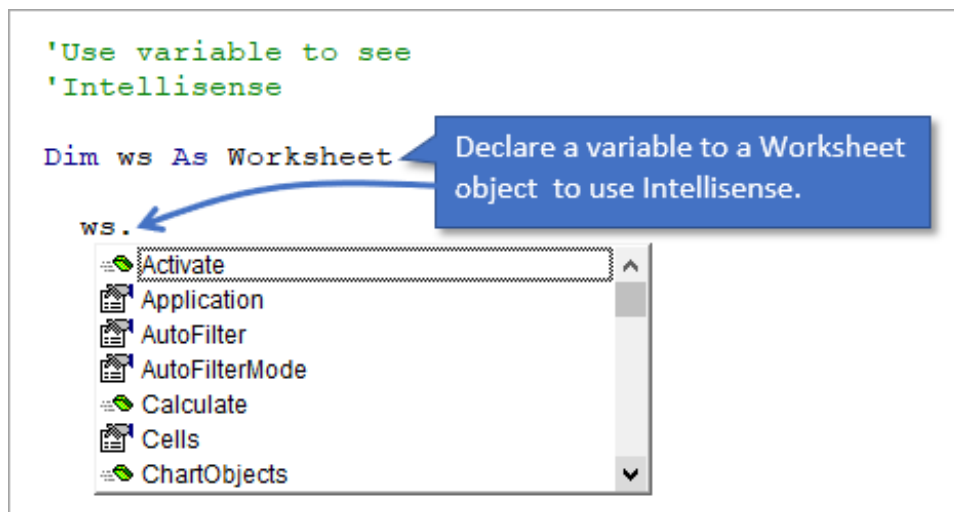 'Use variable to see
'Intellisense
Dim ws As Worksheet
Declare a variable to a Worksheet
object to use Intellisense.
ws.
Activate
Application
AutoFilter
AutoFilterMode
Calculate
Cells
ChartObjects